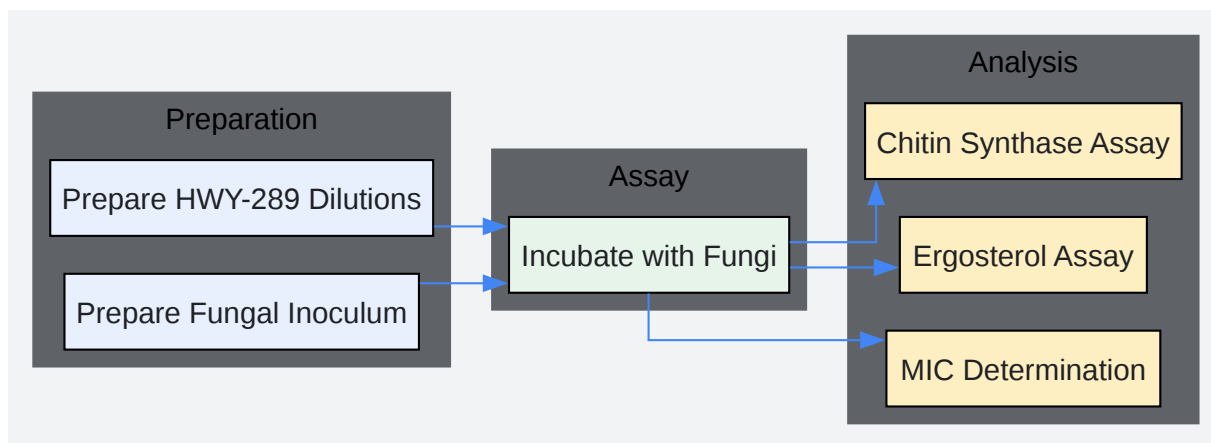 Preparation
Prepare HWY-289 Dilutions
Prepare Fungal Inoculum
Assay
Incubate with Fungi
Analysis
Chitin Synthase Assay
Ergosterol Assay
MIC Determination